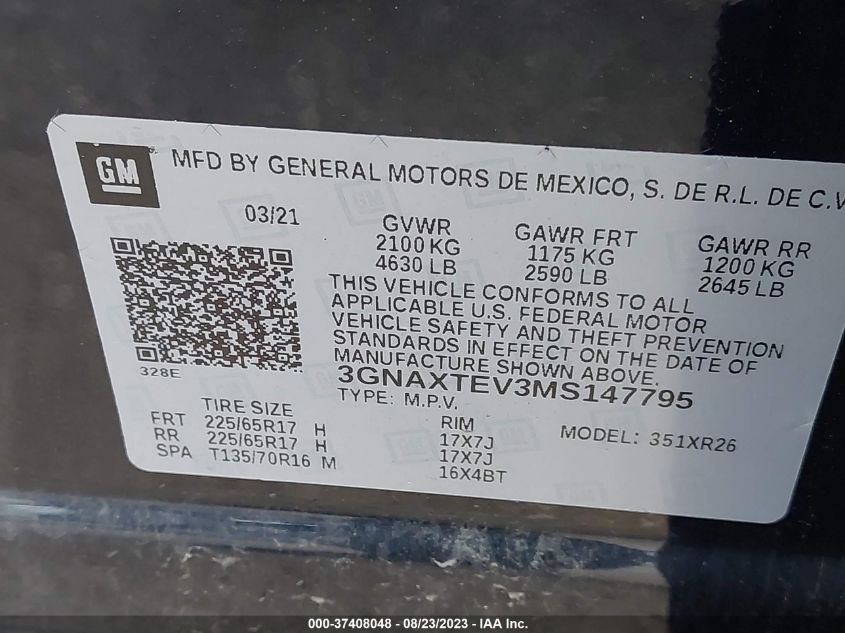 GM
MFD BY GENERAL MOTORS DE MEXICO, S. DE R.L. DE C.V
03/21
GVWR
2100 KG
4630 LB
GAWR FRT
1175 KG
2590 LB
GAWR RR
1200 KG
2645 LB
THIS VEHICLE CONFORMS TO ALL
APPLICABLE U.S. FEDERAL MOTOR
VEHICLE SAFETY AND THEFT PREVENTION
STANDARDS IN EFFECT ON THE DATE OF
MANUFACTURE SHOWN ABOVE.
328E
3GNAXTEV3MS147795
TYPE: M.P.V.
MODEL: 351XR26
TIRE SIZE
RIM
FRT 225/65R17 H 17X7J
RR 225/65R17 H 17X7J
SPA T135/70R16 M 16X4BT
000-37408048 - 08/23/2023 - IAA Inc.